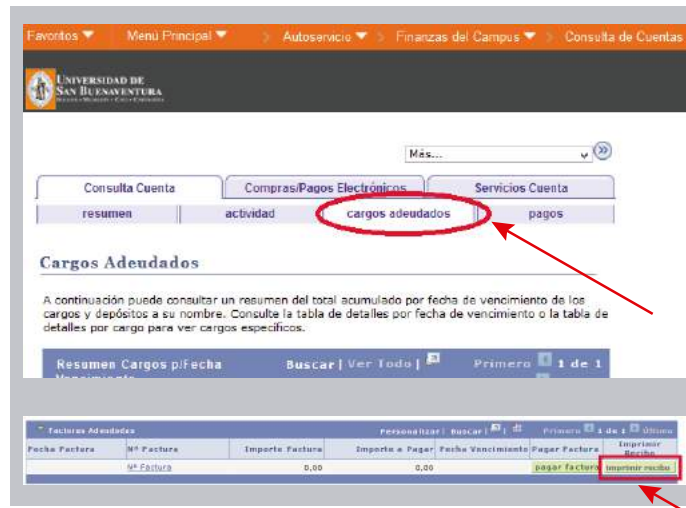 Favoritos Menú Principal Autoservicio Finanzas del Campus Consulta de Cuentas
UNIVERSIDAD DE
SAN BUENAVENTURA
Más...
Consulta Cuenta Compras/Pagos Electrónicos Servicios Cuenta
resumen actividad cargos adeudados pagos
Cargos Adeudados
A continuación puede consultar un resumen del total acumulado por fecha de vencimiento de los
cargos y depósitos a su nombre. Consulte la tabla de detalles por fecha de vencimiento o la tabla de
detalles por cargo para ver cargos específicos.
Resumen Cargos p/Fecha Buscar | Ver Todo | Primero 1 de 1
Vencimiento
Facturas Adeudadas Personalizar | Buscar | | Primero 1 de 1 Último
Fecha Factura Nº Factura Importe Factura Importe a Pagar Fecha Vencimiento Pagar Factura Imprimir
Recibo
Nº Factura 0,00 0,00 pagar factura imprimir recibo